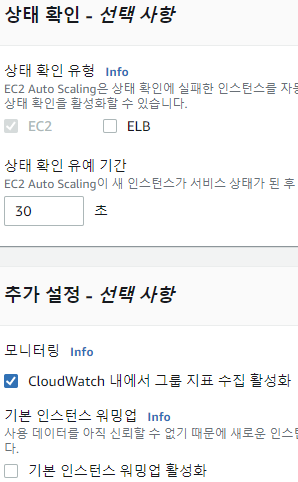 상태 확인 - 선택 사항
상태 확인 유형 Info
EC2 Auto Scaling은 상태 확인에 실패한 인스턴스를 자동
상태 확인을 활성화할 수 있습니다.
EC2 ELB
상태 확인 유예 기간
EC2 Auto Scaling이 새 인스턴스가 서비스 상태가 된 후
30 초
추가 설정 - 선택 사항
모니터링 Info
CloudWatch 내에서 그룹 지표 수집 활성화
기본 인스턴스 워밍업 Info
사용 데이터를 아직 신뢰할 수 없기 때문에 새로운 인스턴
다.
기본 인스턴스 워밍업 활성화